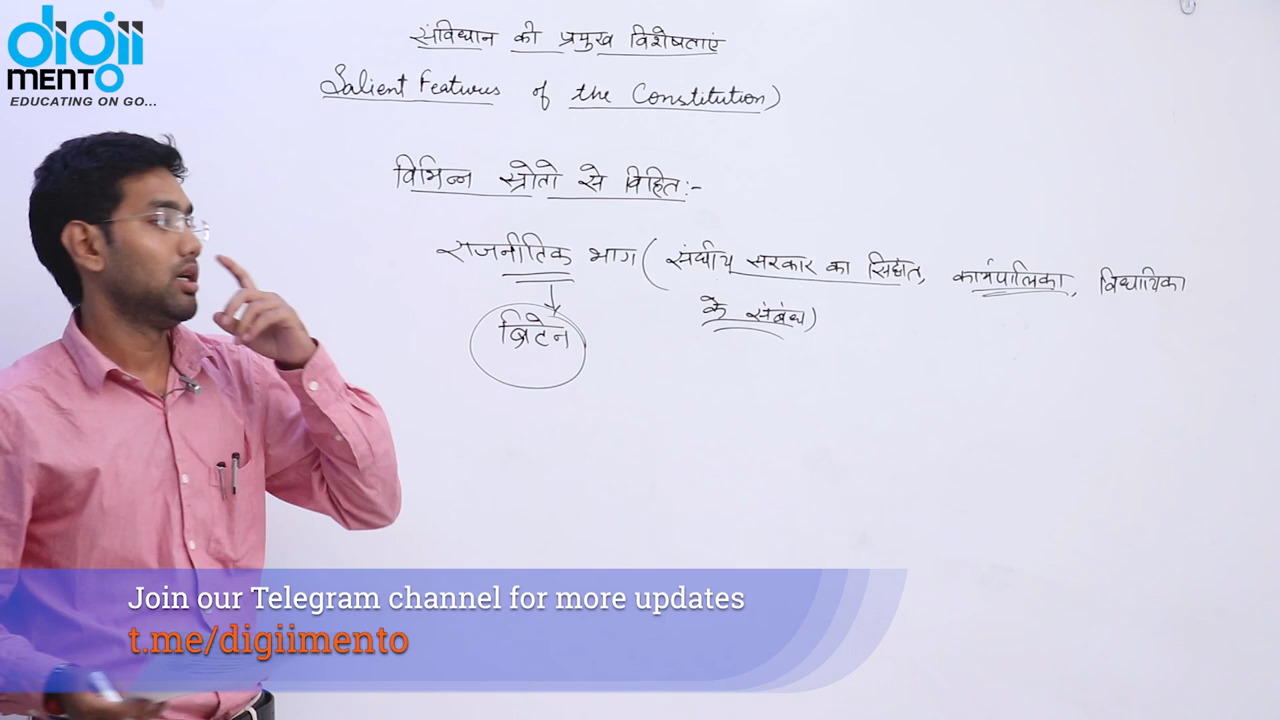 digii
MENTO
EDUCATING ON GO...
संविधान की प्रमुख विशेषताएं
Salient Features of the Constitution)
विभिन्न स्त्रोतो से विहित:-
राजनीतिक भाग ( संघीय सरकार का सिद्धांत, कार्यपालिका, विधायिका
के संबंध)
ब्रिटेन
Join our Telegram channel for more updates
t.me/digiimento